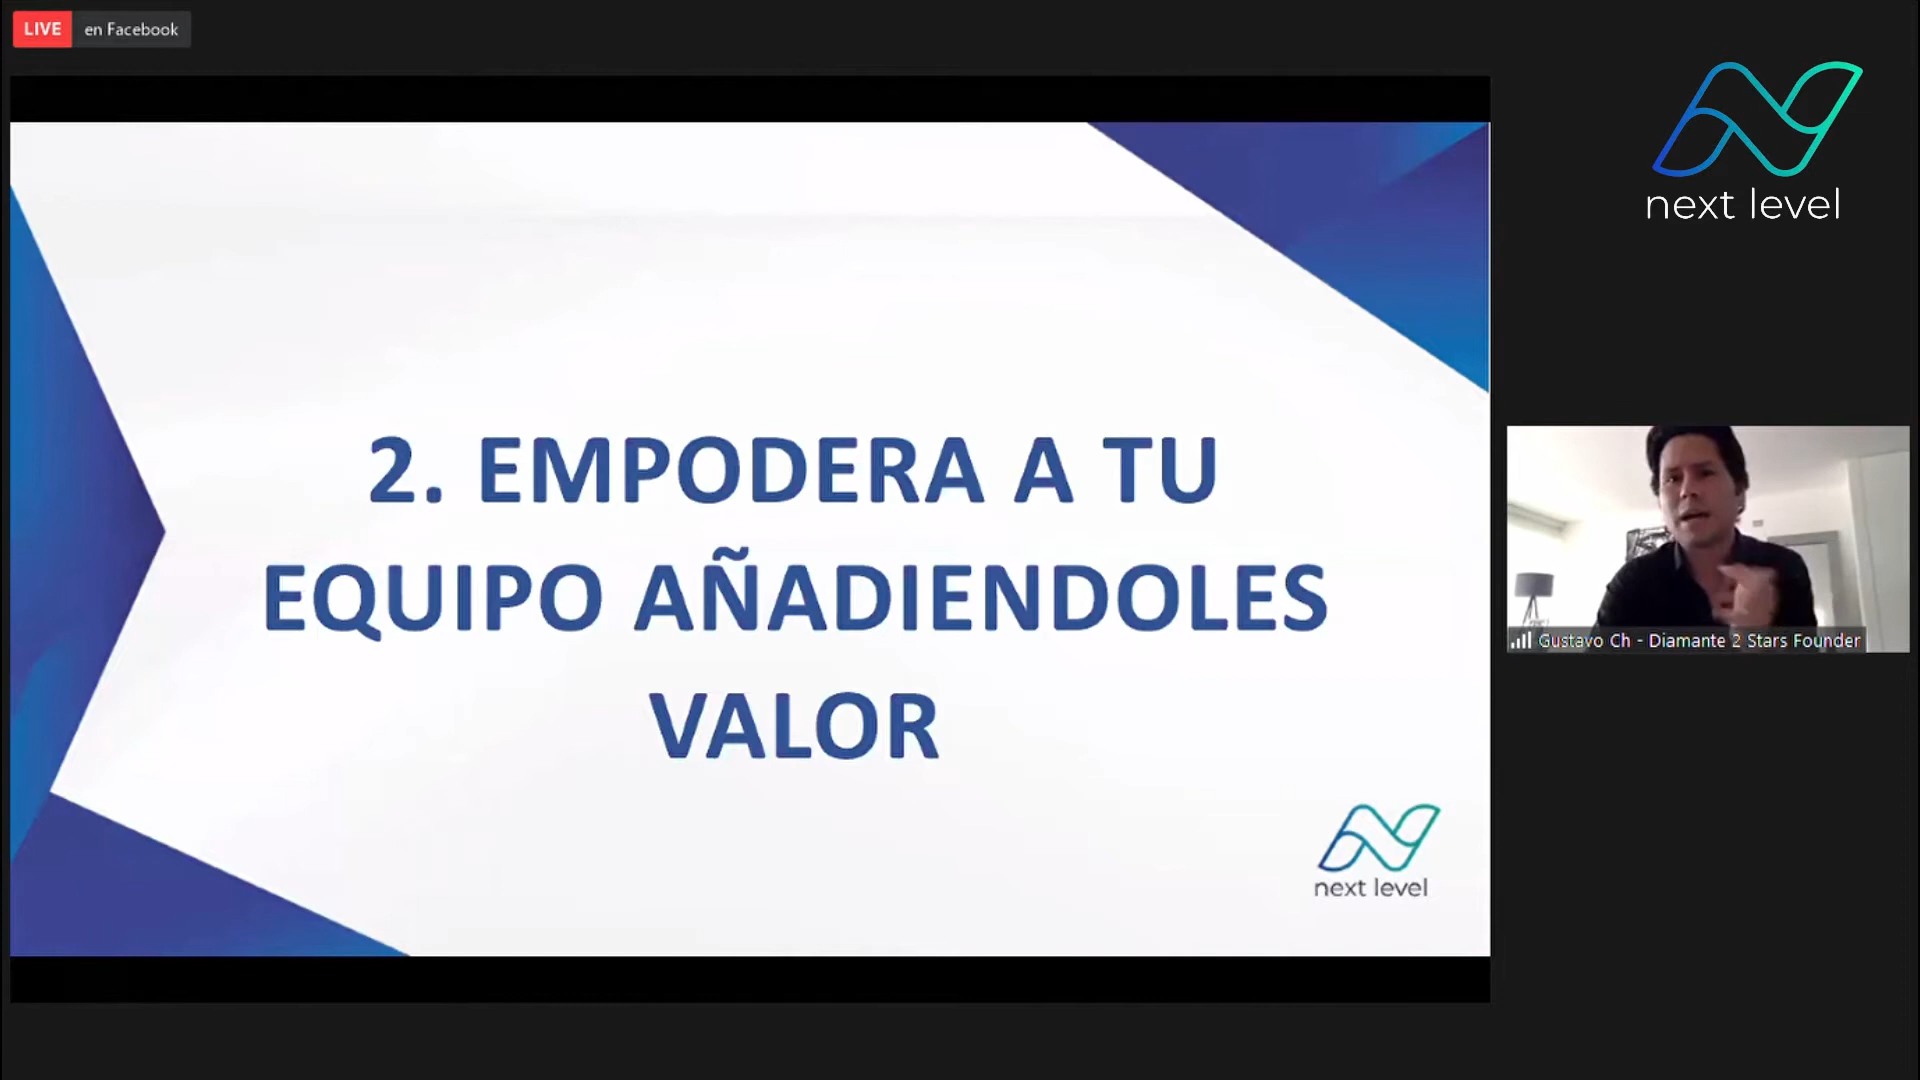 LIVE en Facebook
next level
2. EMPODERA A TU
EQUIPO AÑADIENDOLES
VALOR
next level
Gustavo Ch - Diamante 2 Stars Founder